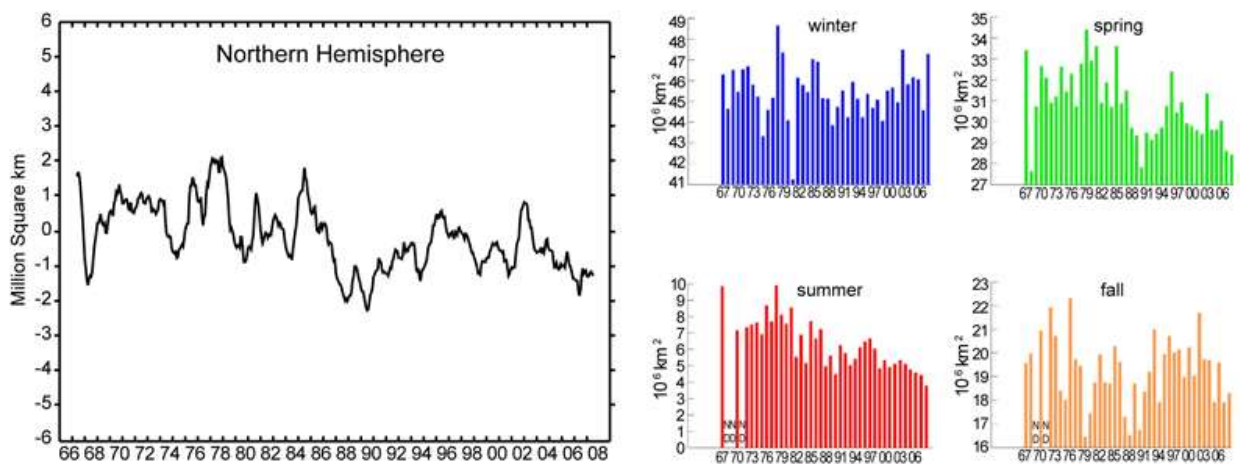 Northern Hemisphere
Million Square km
6
5
4
3
2
1
0
-1
-2
-3
-4
-5
-6
66 68 70 72 74 76 78 80 82 84 86 88 90 92 94 96 98 00 02 04 06 08
winter
10⁶ km²
49
48
47
46
45
44
43
42
41
67 70 73 76 79 82 85 88 91 94 97 00 03 06
spring
10⁶ km²
35
34
33
32
31
30
29
28
27
67 70 73 76 79 82 85 88 91 94 97 00 03 06
summer
10⁶ km²
10
9
8
7
6
5
4
3
2
1
0
N N N
D D D
67 70 73 76 79 82 85 88 91 94 97 00 03 06
fall
10⁶ km²
23
22
21
20
19
18
17
16
N N
D D
67 70 73 76 79 82 85 88 91 94 97 00 03 06